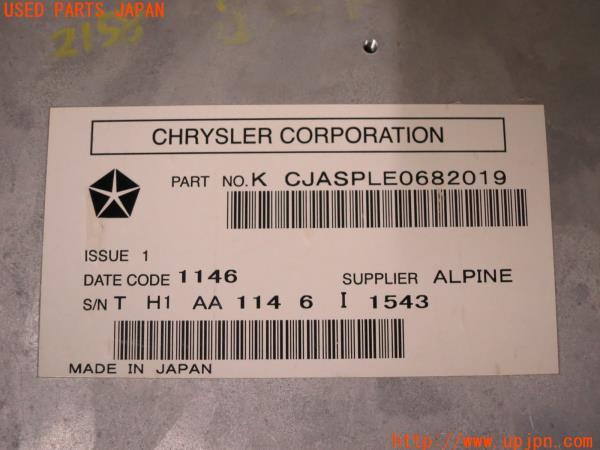 USED PARTS JAPAN
2158
CHRYSLER CORPORATION
PART NO. K CJASPLE0682019
ISSUE 1
DATE CODE 1146 SUPPLIER ALPINE
S/N T H1 AA 114 6 I 1543
MADE IN JAPAN
http://www.upjpn.com/